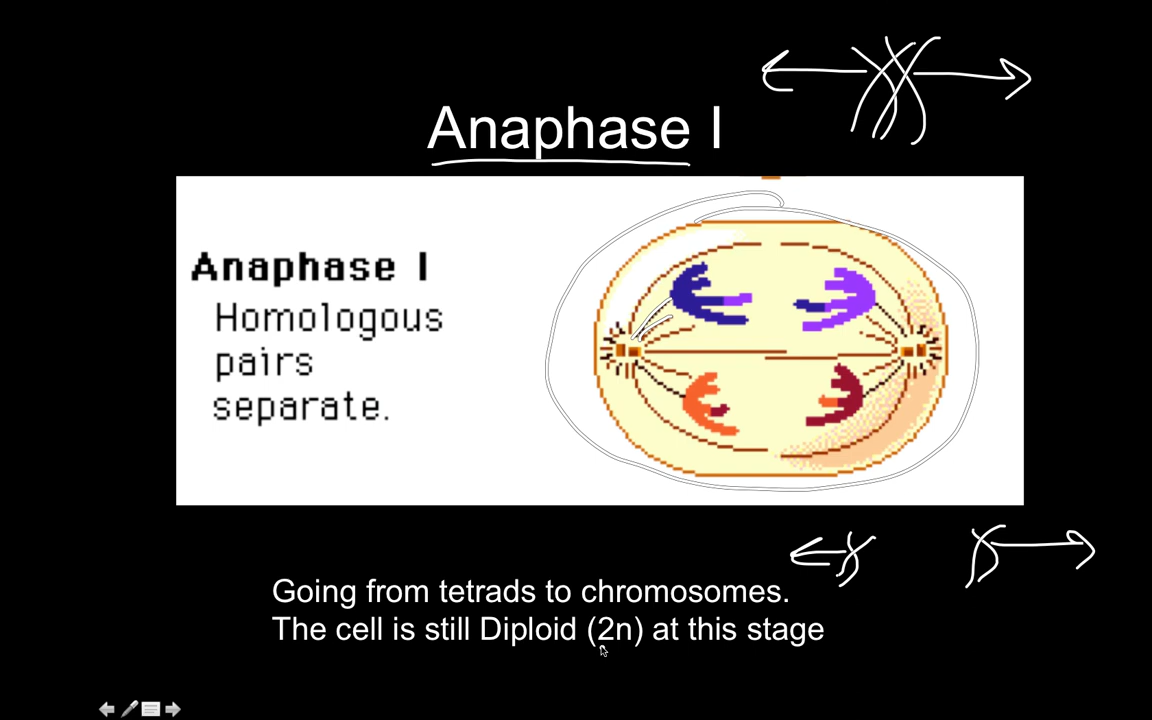 Anaphase I
Anaphase I
Homologous
pairs
separate.
Going from tetrads to chromosomes.
The cell is still Diploid (2n) at this stage